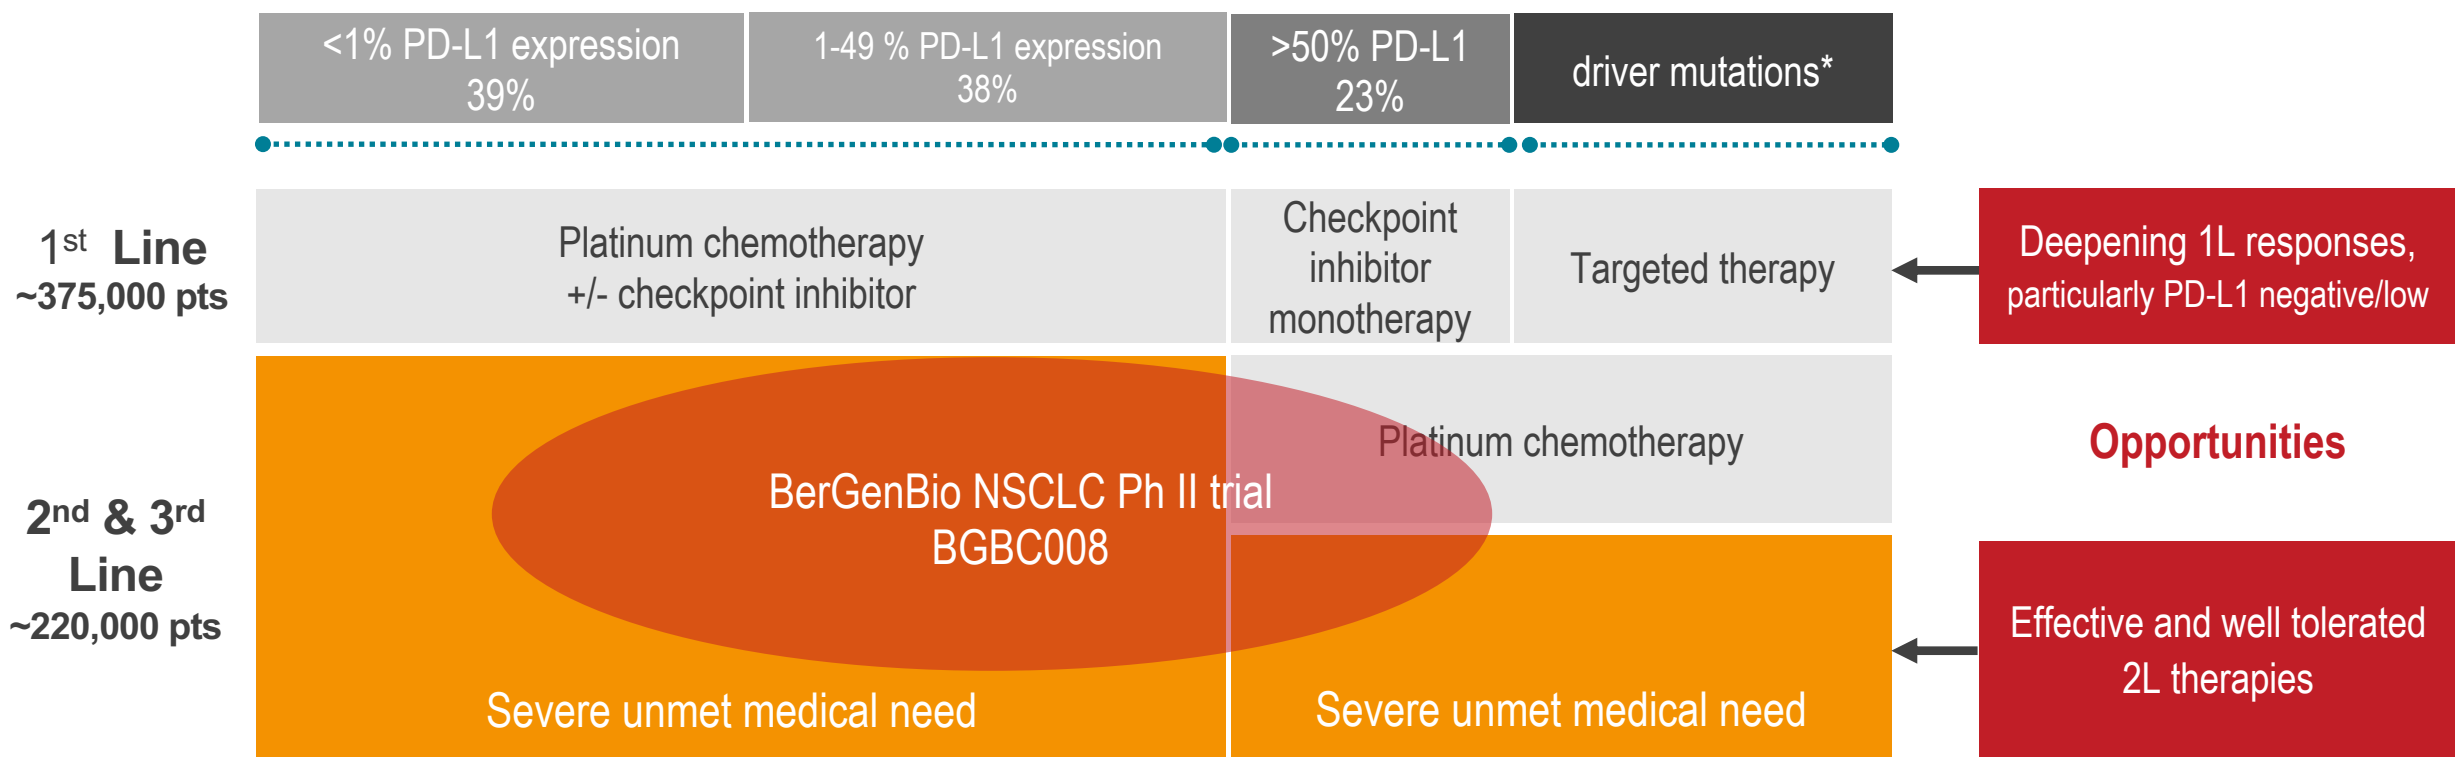 <1% PD-L1 expression
39%
1-49 % PD-L1 expression
38%
>50% PD-L1
23%
driver mutations*
1st Line
~375,000 pts
Platinum chemotherapy
+/- checkpoint inhibitor
Checkpoint
inhibitor
monotherapy
Targeted therapy
Deepening 1L responses,
particularly PD-L1 negative/low
2nd & 3rd
Line
~220,000 pts
BerGenBio NSCLC Ph II trial
BGBC008
Severe unmet medical need
Platinum chemotherapy
Severe unmet medical need
Opportunities
Effective and well tolerated
2L therapies